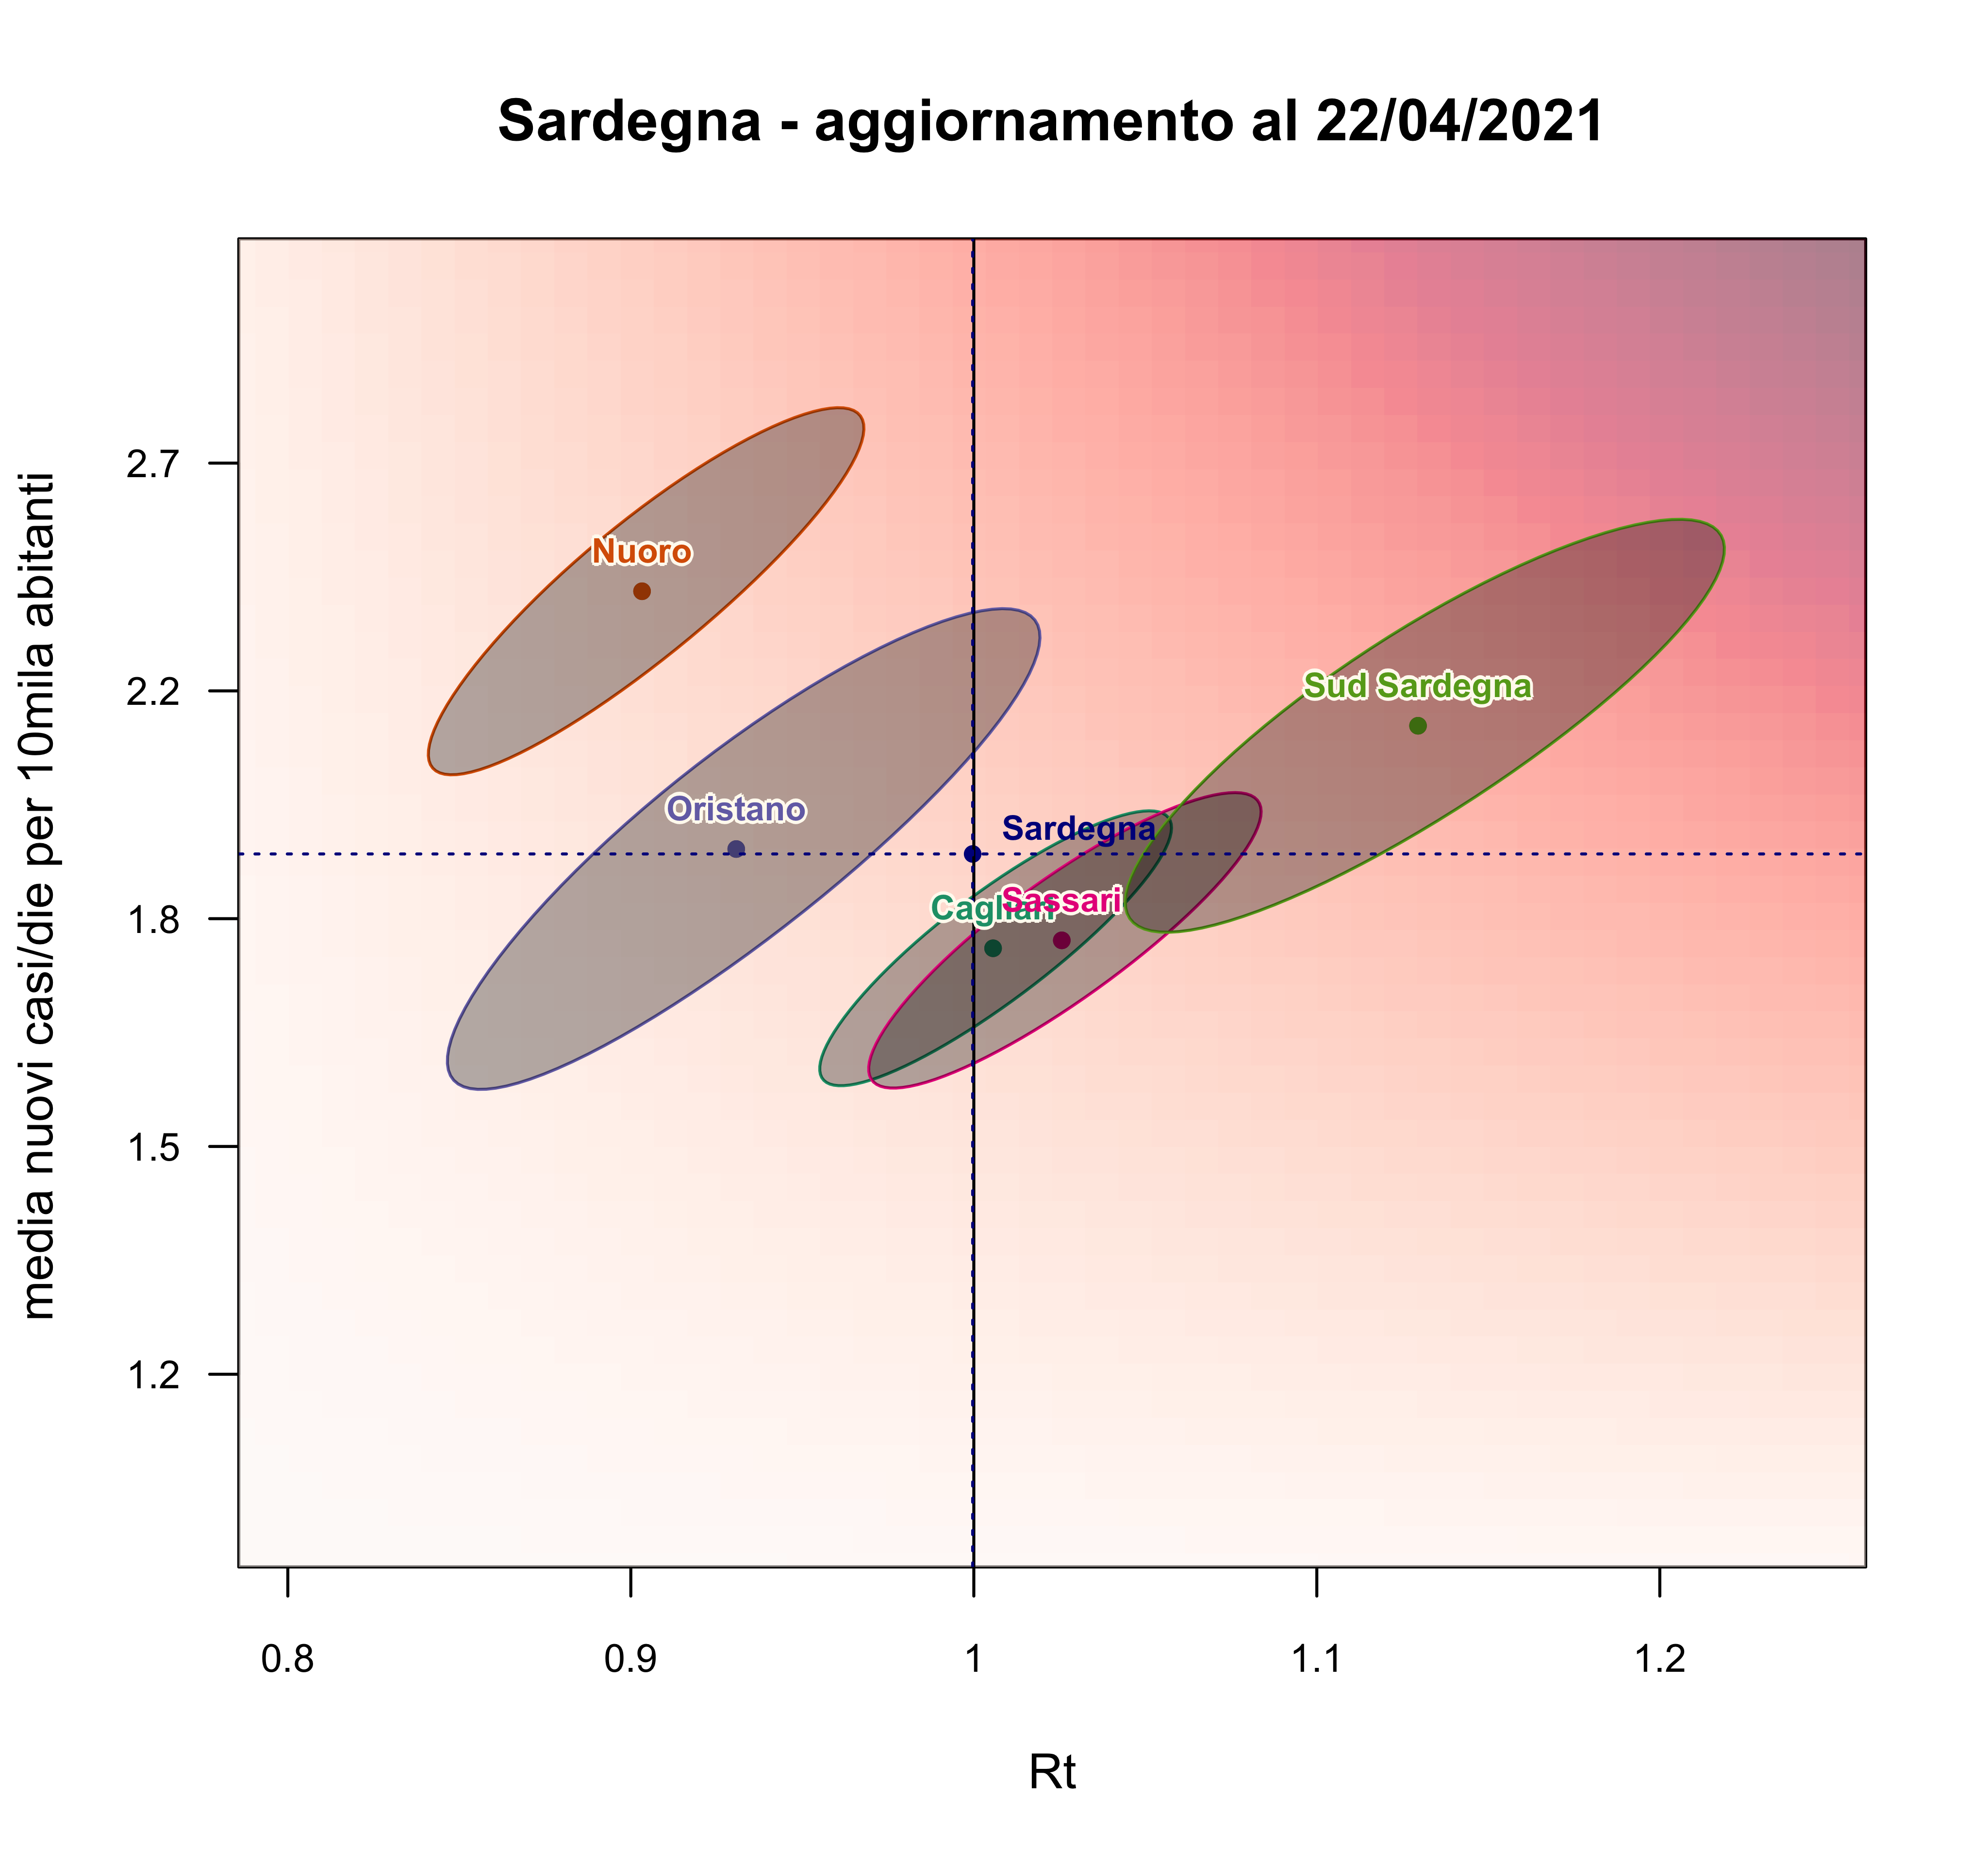 Sardegna - aggiornamento al 22/04/2021
media nuovi casi/die per 10mila abitanti
2.7
2.2
1.8
1.5
1.2
Nuoro
Sud Sardegna
Oristano
Sardegna
Cagliari
Sassari
0.8
0.9
1
1.1
1.2
Rt